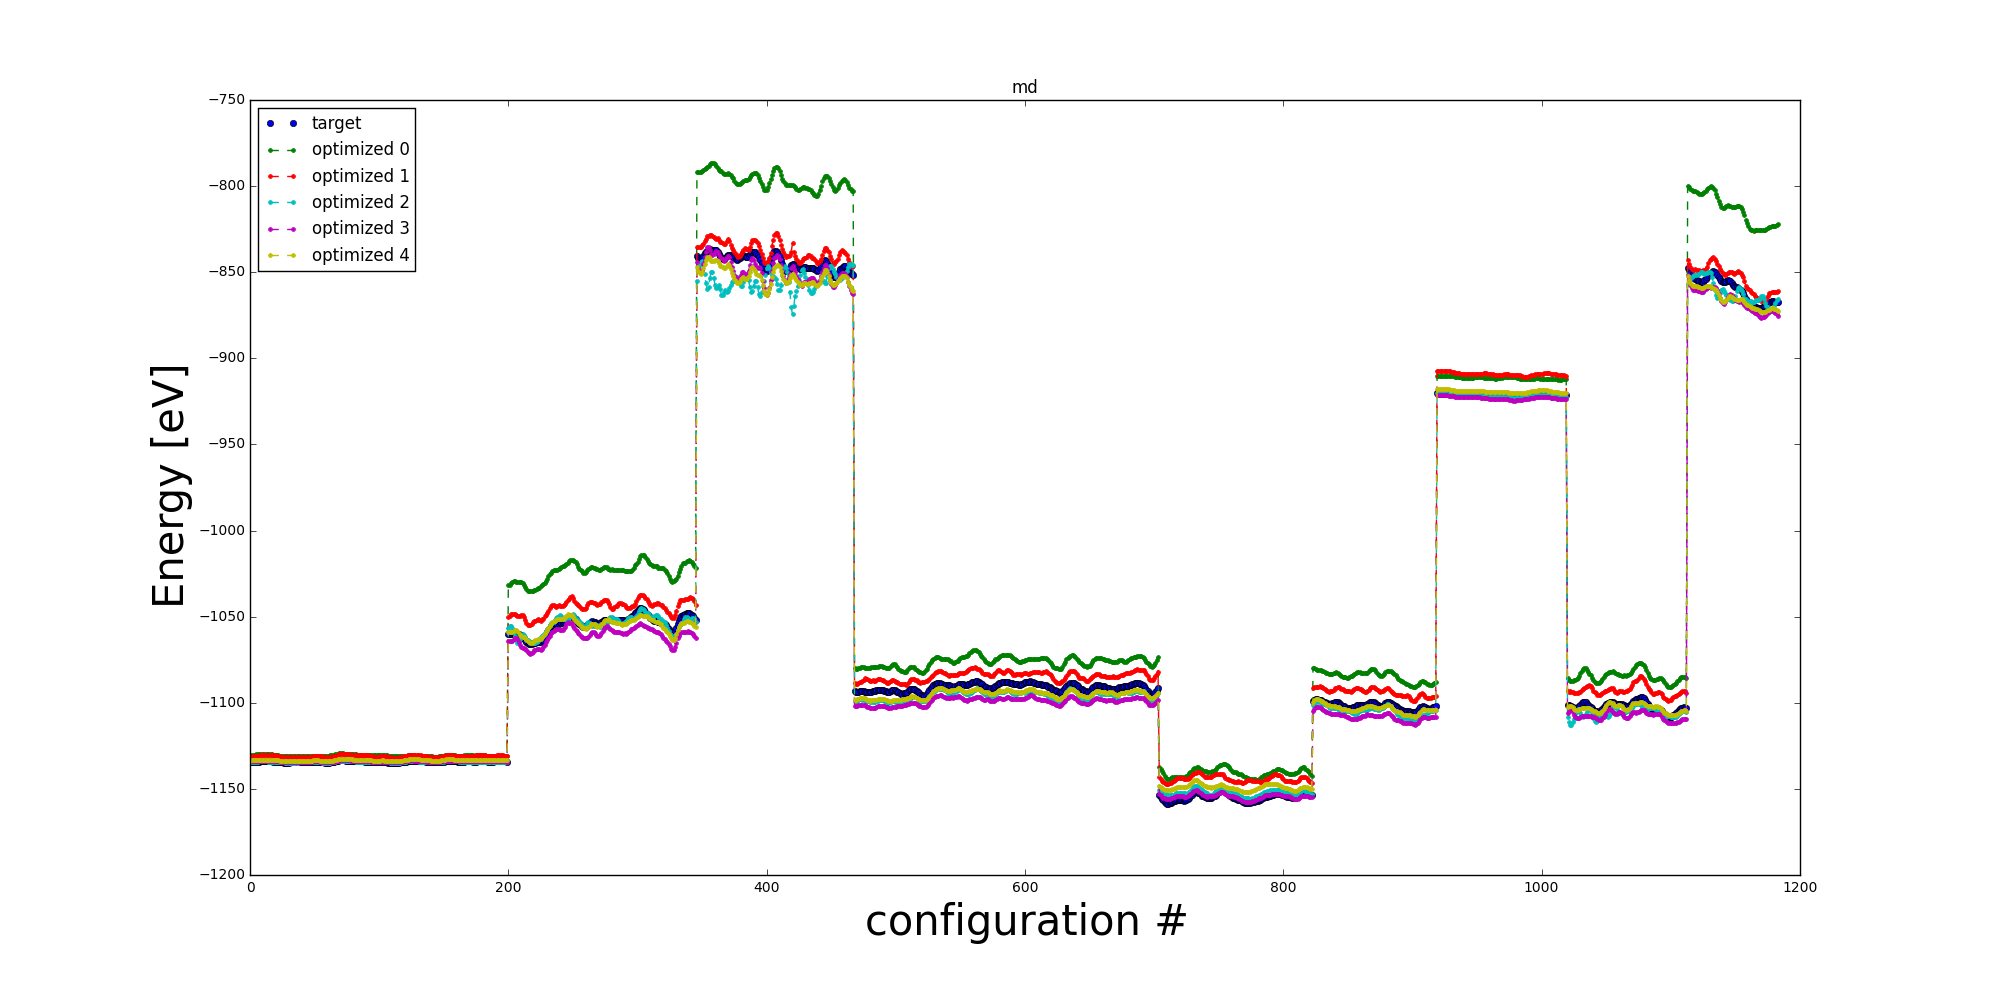 md
−750
−800
−850
−900
−950
−1000
−1050
−1100
−1150
−1200
Energy [eV]
target
optimized 0
optimized 1
optimized 2
optimized 3
optimized 4
0
200
400
600
800
1000
1200
configuration #